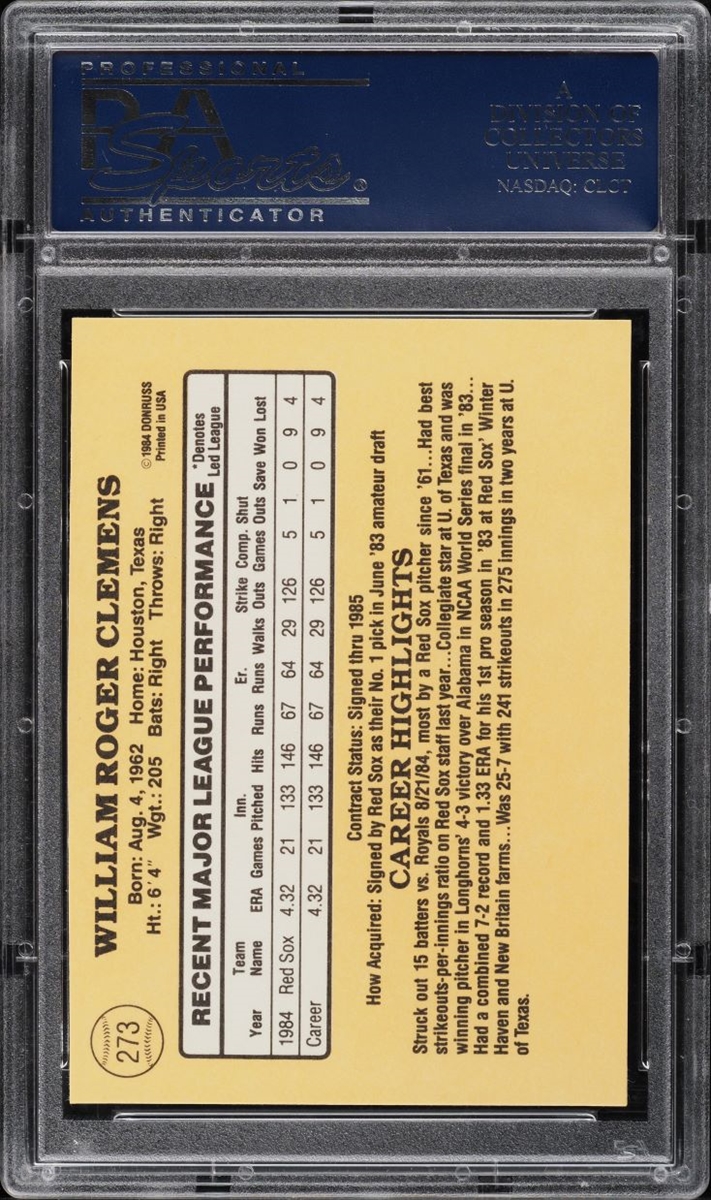 PROFESSIONAL
PSA
Sports®
AUTHENTICATOR
A
DIVISION OF
COLLECTORS
UNIVERSE
NASDAQ: CLCT
273
WILLIAM ROGER CLEMENS
Born: Aug. 4, 1962 Home: Houston, Texas
Ht.: 6'4" Wgt.: 205 Bats: Right Throws: Right
© 1984 DONRUSS
Printed in USA
RECENT MAJOR LEAGUE PERFORMANCE *Denotes Led League
Year Team Name ERA Games Inn. Pitched Hits Runs Er. Runs Walks Strike Outs Comp. Games Shut Outs Save Won Lost
1984 Red Sox 4.32 21 133 146 67 64 29 126 5 1 0 9 4
Career 4.32 21 133 146 67 64 29 126 5 1 0 9 4
Contract Status: Signed thru 1985
How Acquired: Signed by Red Sox as their No. 1 pick in June '83 amateur draft
CAREER HIGHLIGHTS
Struck out 15 batters vs. Royals 8/21/84, most by a Red Sox pitcher since '61...Had best
strikeouts-per-innings ratio on Red Sox staff last year...Collegiate star at U. of Texas and was
winning pitcher in Longhorns' 4-3 victory over Alabama in NCAA World Series final in '83...
Had a combined 7-2 record and 1.33 ERA for his 1st pro season in '83 at Red Sox' Winter
Haven and New Britain farms...Was 25-7 with 241 strikeouts in 275 innings in two years at U.
of Texas.